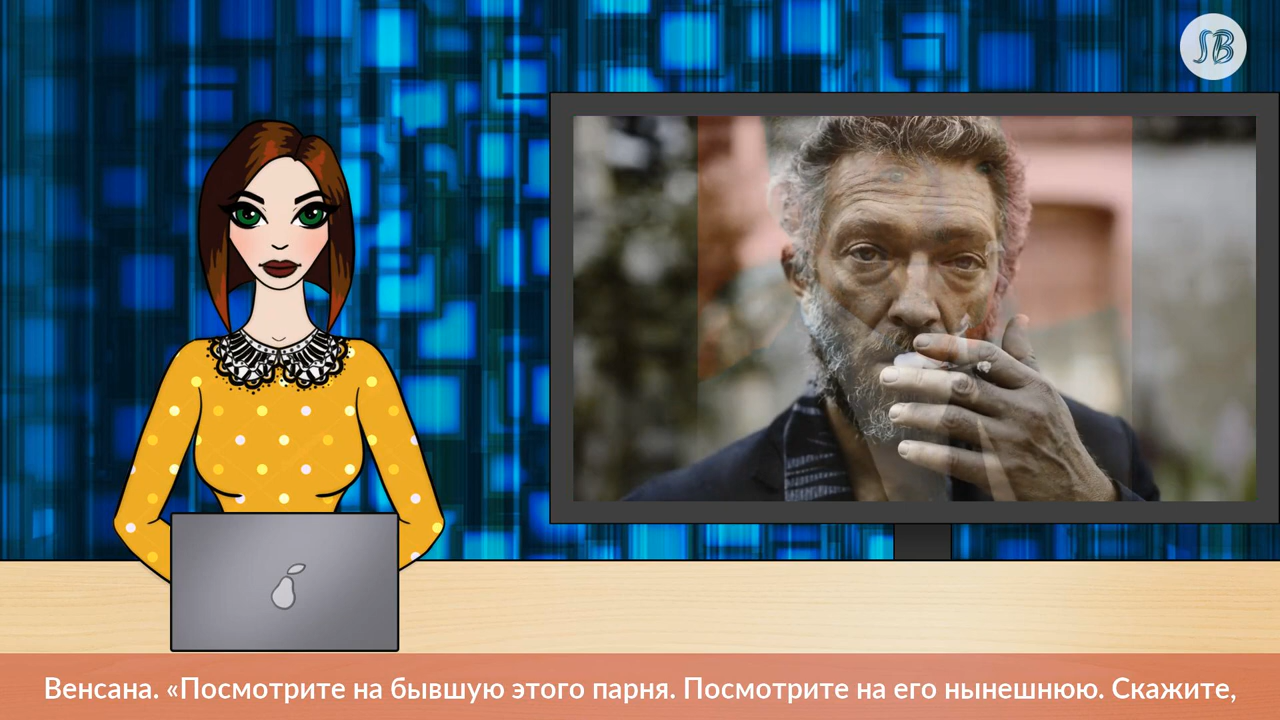 SB
Венсана. «Посмотрите на бывшую этого парня. Посмотрите на его нынешнюю. Скажите,